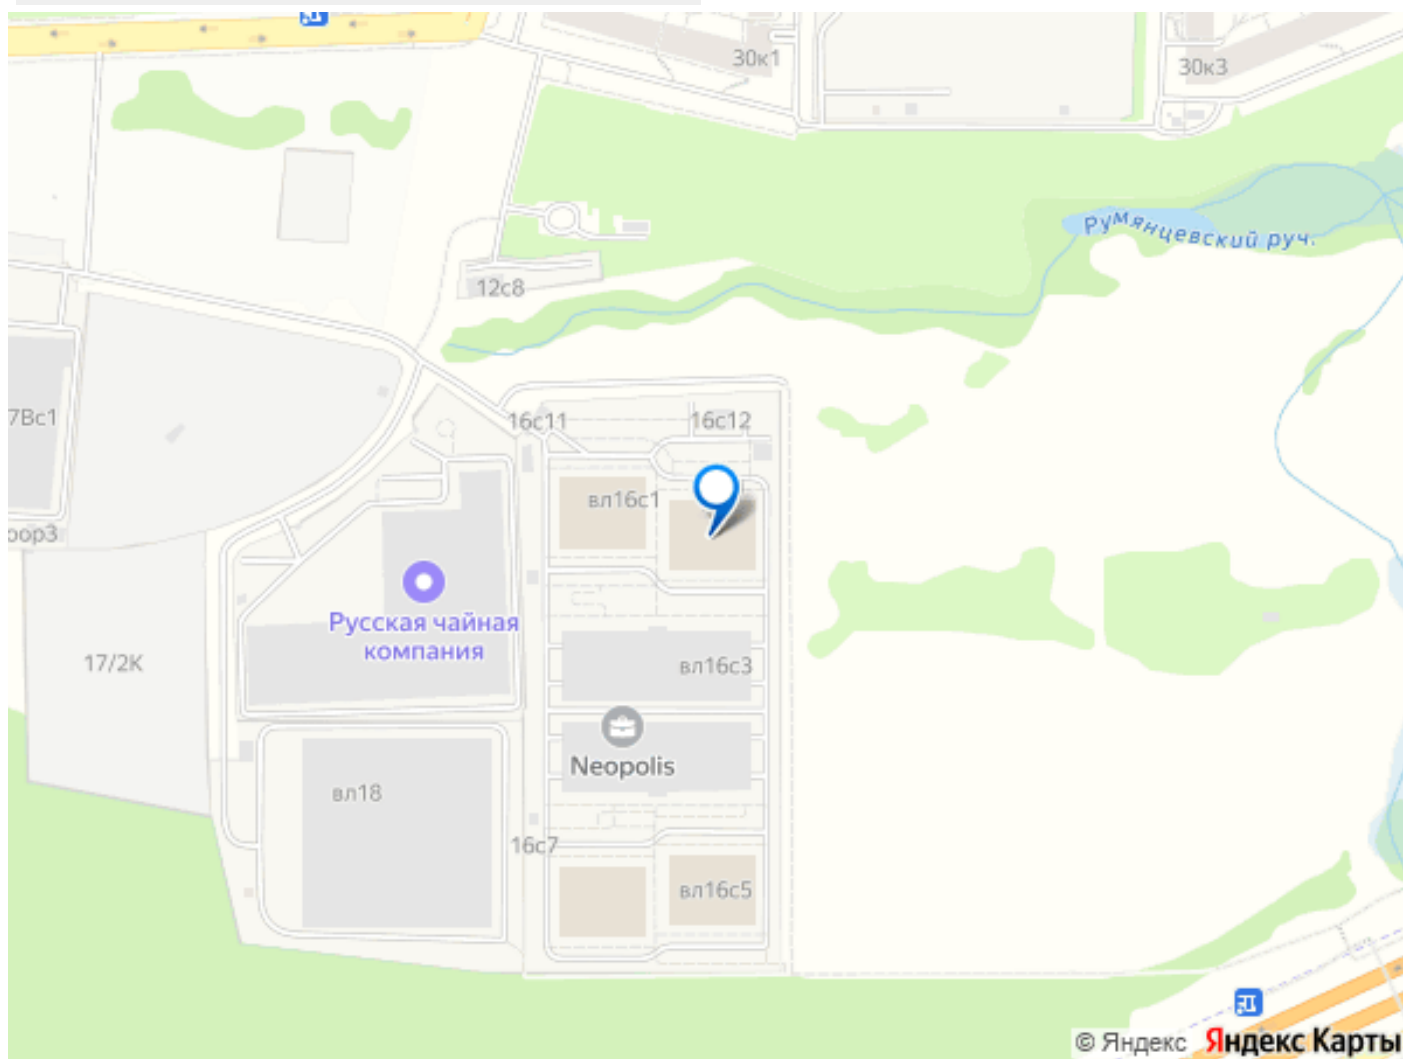 30к1
30к3
Румянцевский руч.
12с8
7Вс1
16с11
16с12
вл16с1
Русская чайная
компания
17/2К
вл16с3
Neopolis
вл18
16с7
вл16с5
© Яндекс Яндекс Карты